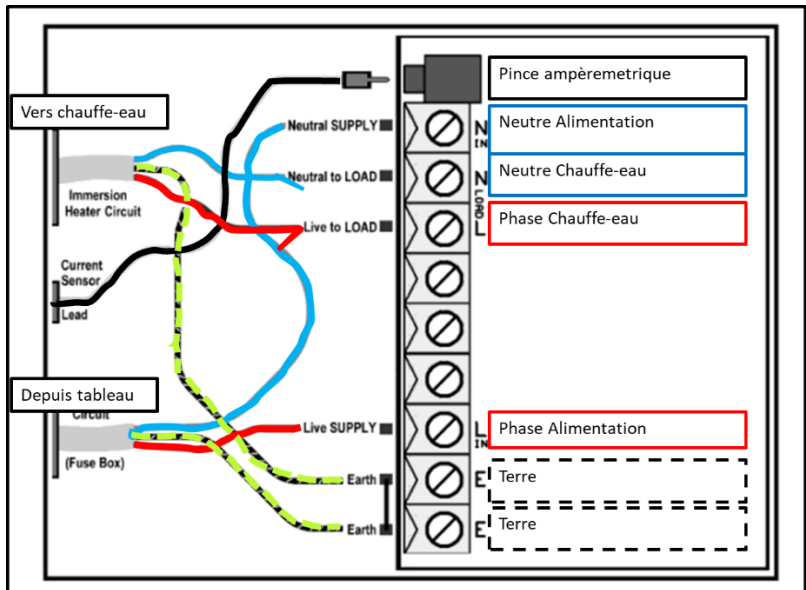 Pince ampèremetrique
Vers chauffe-eau
Neutral SUPPLY
N
IN
Neutre Alimentation
Neutral to LOAD
N
LOAD
Neutre Chauffe-eau
Immersion
Heater Circuit
Live to LOAD
L
Phase Chauffe-eau
Current
Sensor
Lead
Depuis tableau
Circuit
(Fuse Box)
Live SUPPLY
L
IN
Phase Alimentation
Earth
E
Terre
Earth
E
Terre